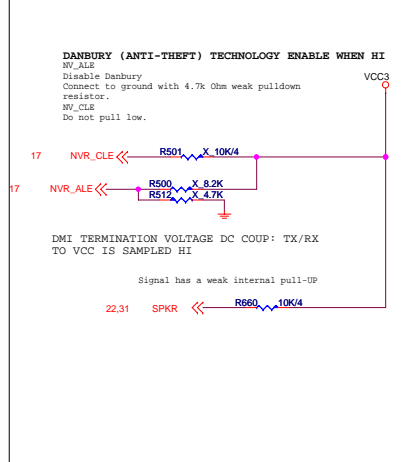 DANBURY (ANTI-THEFT) TECHNOLOGY ENABLE WHEN HI
NV_ALE
Disable Danbury
Connect to ground with 4.7k Ohm weak pulldown
resistor.
NV_CLE
Do not pull low.
VCC3
17 NVR_CLE R501 X_10K/4
17 NVR_ALE R500 X_8.2K
R512 X_4.7K
DMI TERMINATION VOLTAGE DC COUP: TX/RX
TO VCC IS SAMPLED HI
Signal has a weak internal pull-UP
22,31 SPKR R660 10K/4